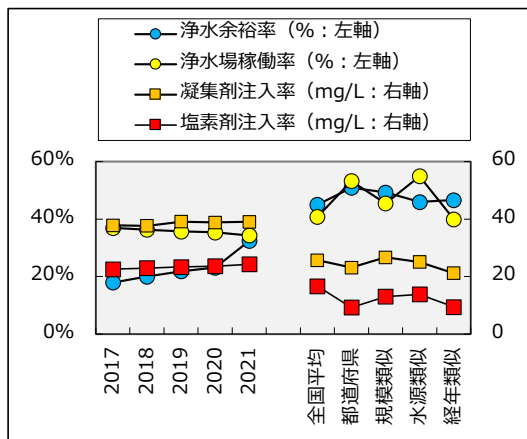 浄水余裕率（%：左軸）
浄水場稼働率（%：左軸）
凝集剤注入率（mg/L：右軸）
塩素剤注入率（mg/L：右軸）
60%
40%
20%
0%
60
40
20
0
2017
2018
2019
2020
2021
全国平均
都道府県
規模類似
水源類似
経年類似